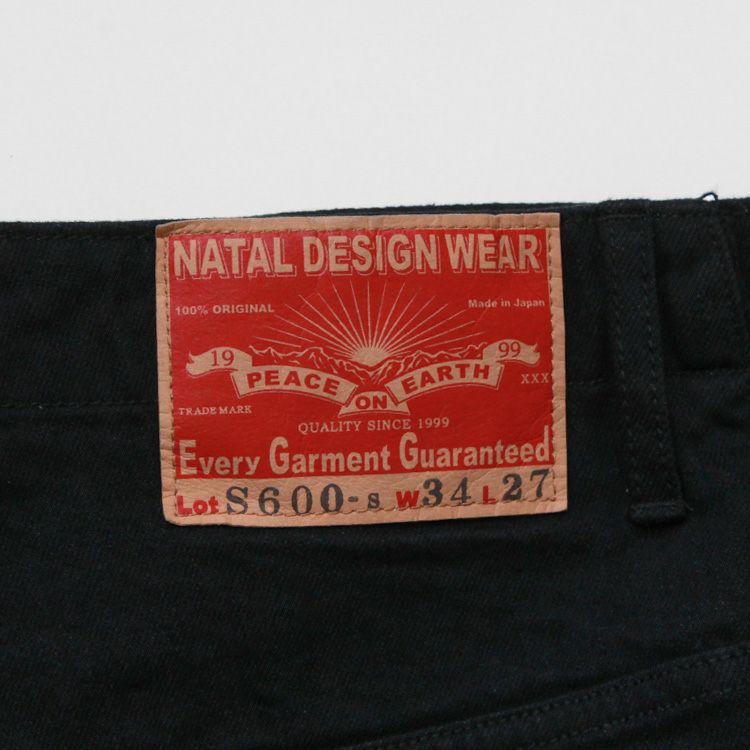 NATAL DESIGN WEAR
100% ORIGINAL Made in Japan
19 99
PEACE ON EARTH XXX
TRADE MARK
QUALITY SINCE 1999
Every Garment Guaranteed
Lot S600-s W34 L27